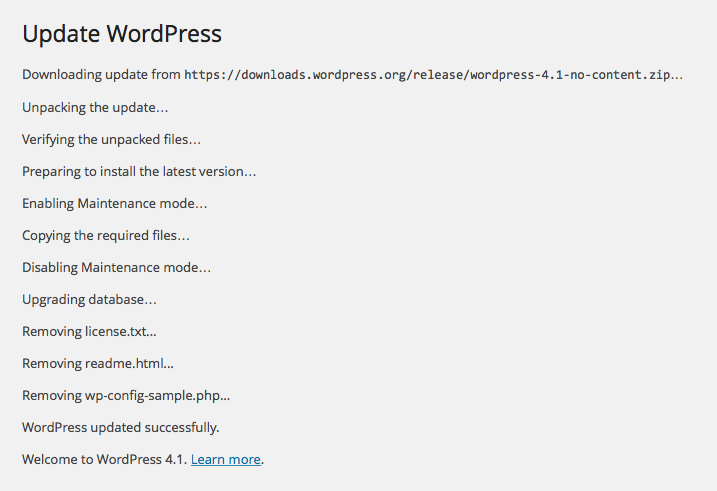 Update WordPress
Downloading update from https://downloads.wordpress.org/release/wordpress-4.1-no-content.zip…
Unpacking the update…
Verifying the unpacked files…
Preparing to install the latest version…
Enabling Maintenance mode…
Copying the required files…
Disabling Maintenance mode…
Upgrading database…
Removing license.txt...
Removing readme.html...
Removing wp-config-sample.php...
WordPress updated successfully.
Welcome to WordPress 4.1. Learn more.